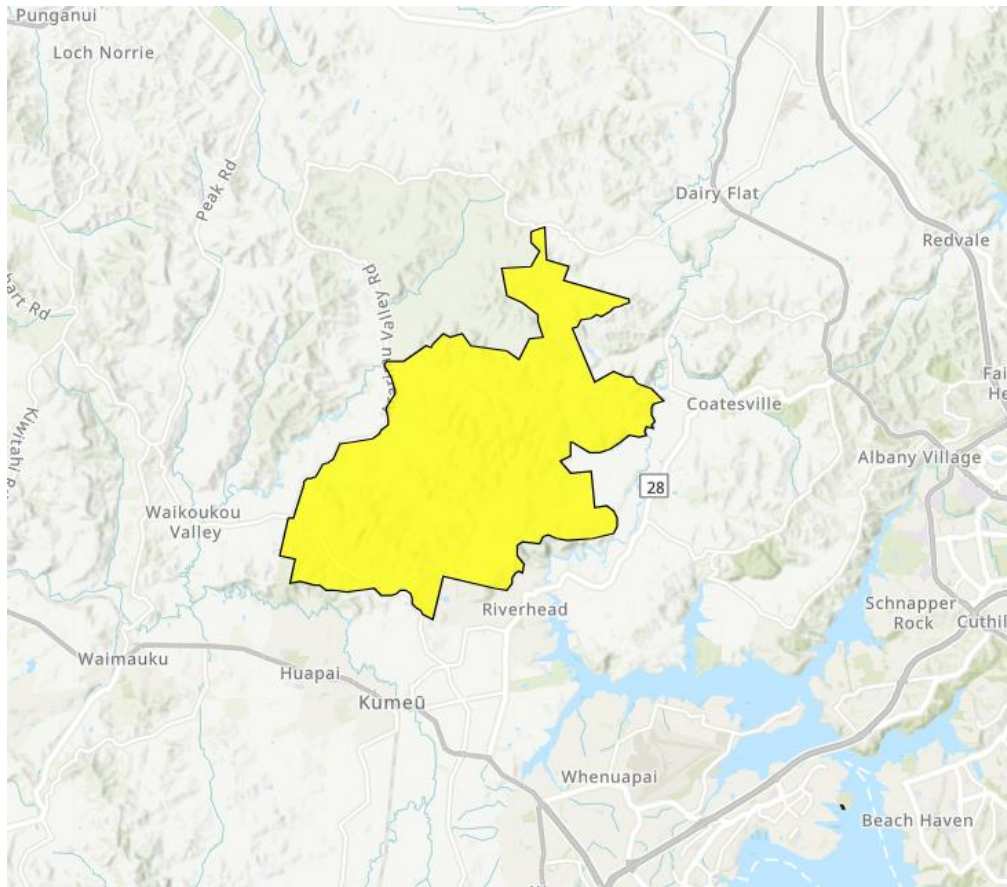 Punganui
Loch Norrie
Peak Rd
Dairy Flat
Redvale
Valley Rd
Rd
Coatesville
Albany Village
28
Waikoukou
Valley
Schnapper
Rock
Riverhead
Waimauku
Huapai
Kumeū
Whenuapai
Beach Haven